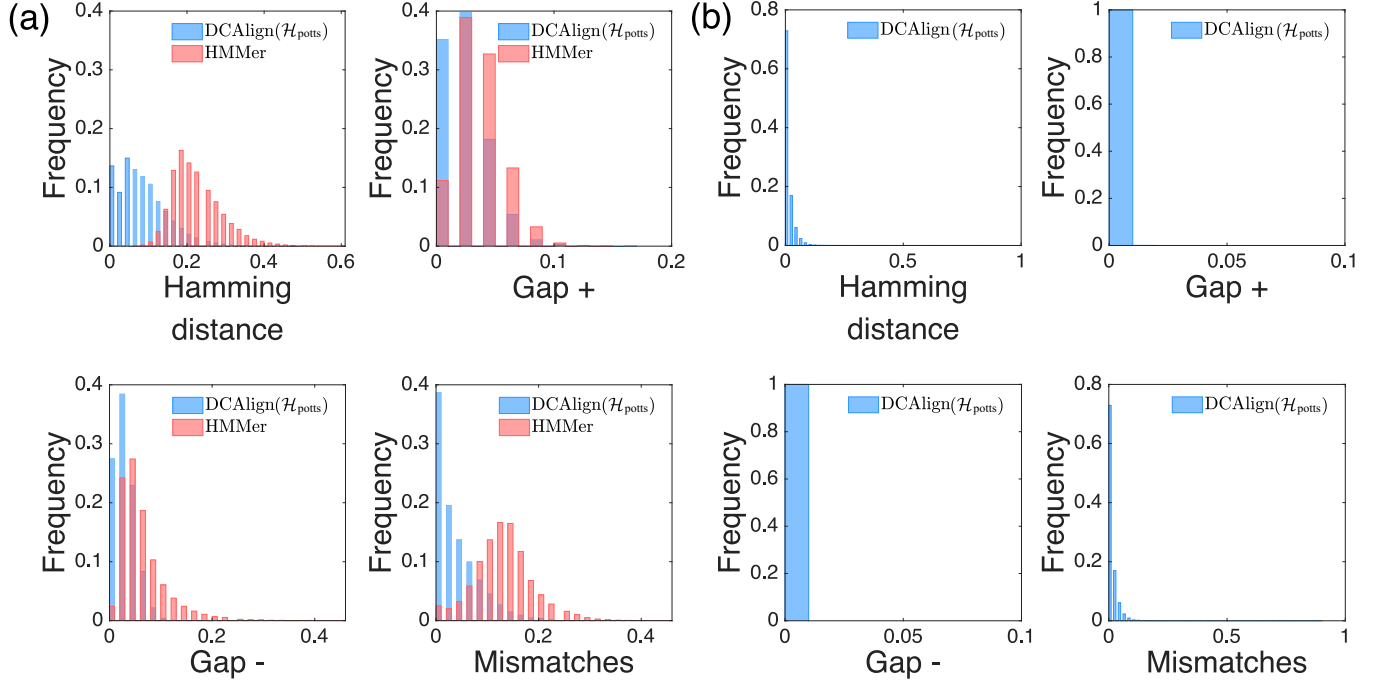 (a)
DCAlign(ℋpotts)
HMMer
Frequency
0.4
0.3
0.2
0.1
0
0 0.2 0.4 0.6
Hamming
distance
DCAlign(ℋpotts)
HMMer
Frequency
0.4
0.3
0.2
0.1
0
0 0.1 0.2
Gap +
(b)
DCAlign(ℋpotts)
Frequency
0.8
0.6
0.4
0.2
0
0 0.5 1
Hamming
distance
DCAlign(ℋpotts)
Frequency
1
0.8
0.6
0.4
0.2
0
0 0.05 0.1
Gap +
DCAlign(ℋpotts)
HMMer
Frequency
0.4
0.3
0.2
0.1
0
0 0.2 0.4
Gap -
DCAlign(ℋpotts)
HMMer
Frequency
0.4
0.3
0.2
0.1
0
0 0.2 0.4
Mismatches
DCAlign(ℋpotts)
Frequency
1
0.8
0.6
0.4
0.2
0
0 0.05 0.1
Gap -
DCAlign(ℋpotts)
Frequency
0.8
0.6
0.4
0.2
0
0 0.5 1
Mismatches